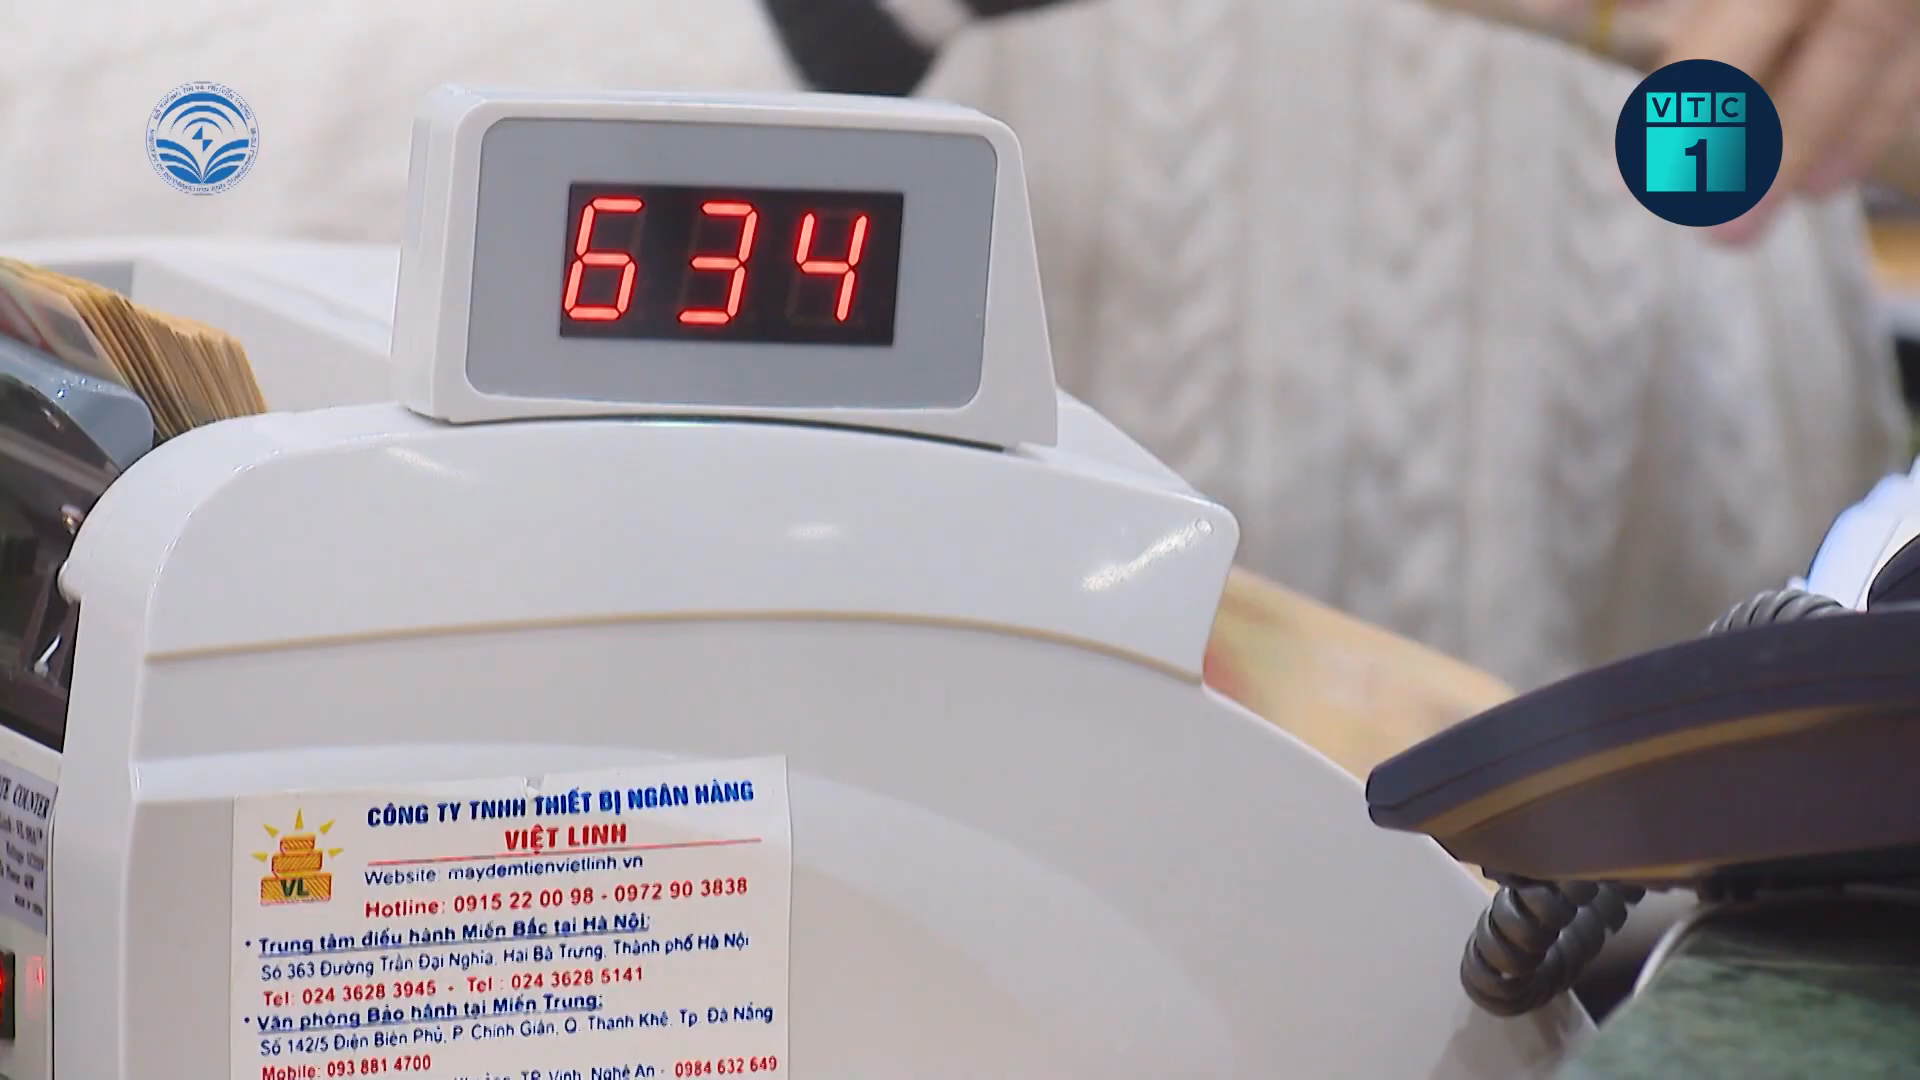 VTC
1
634
CÔNG TY TNHH THIẾT BỊ NGÂN HÀNG
VIỆT LINH
VL
Website: maydemtienvietlinh.vn
Hotline: 0915 22 00 98 - 0972 90 3838
* Trung tâm điều hành Miền Bắc tại Hà Nội:
Số 363 Đường Trần Đại Nghĩa, Hai Bà Trưng, Thành phố Hà Nội
Tel: 024 3628 3945 - Tel : 024 3628 5141
* Văn phòng Bảo hành tại Miền Trung:
Số 142/5 Điện Biên Phủ, P. Chính Gián, Q. Thanh Khê. Tp. Đà Nẵng
Mobile: 093 881 4700
TP. Vinh, Nghệ An - 0984 632 649
COUNTER